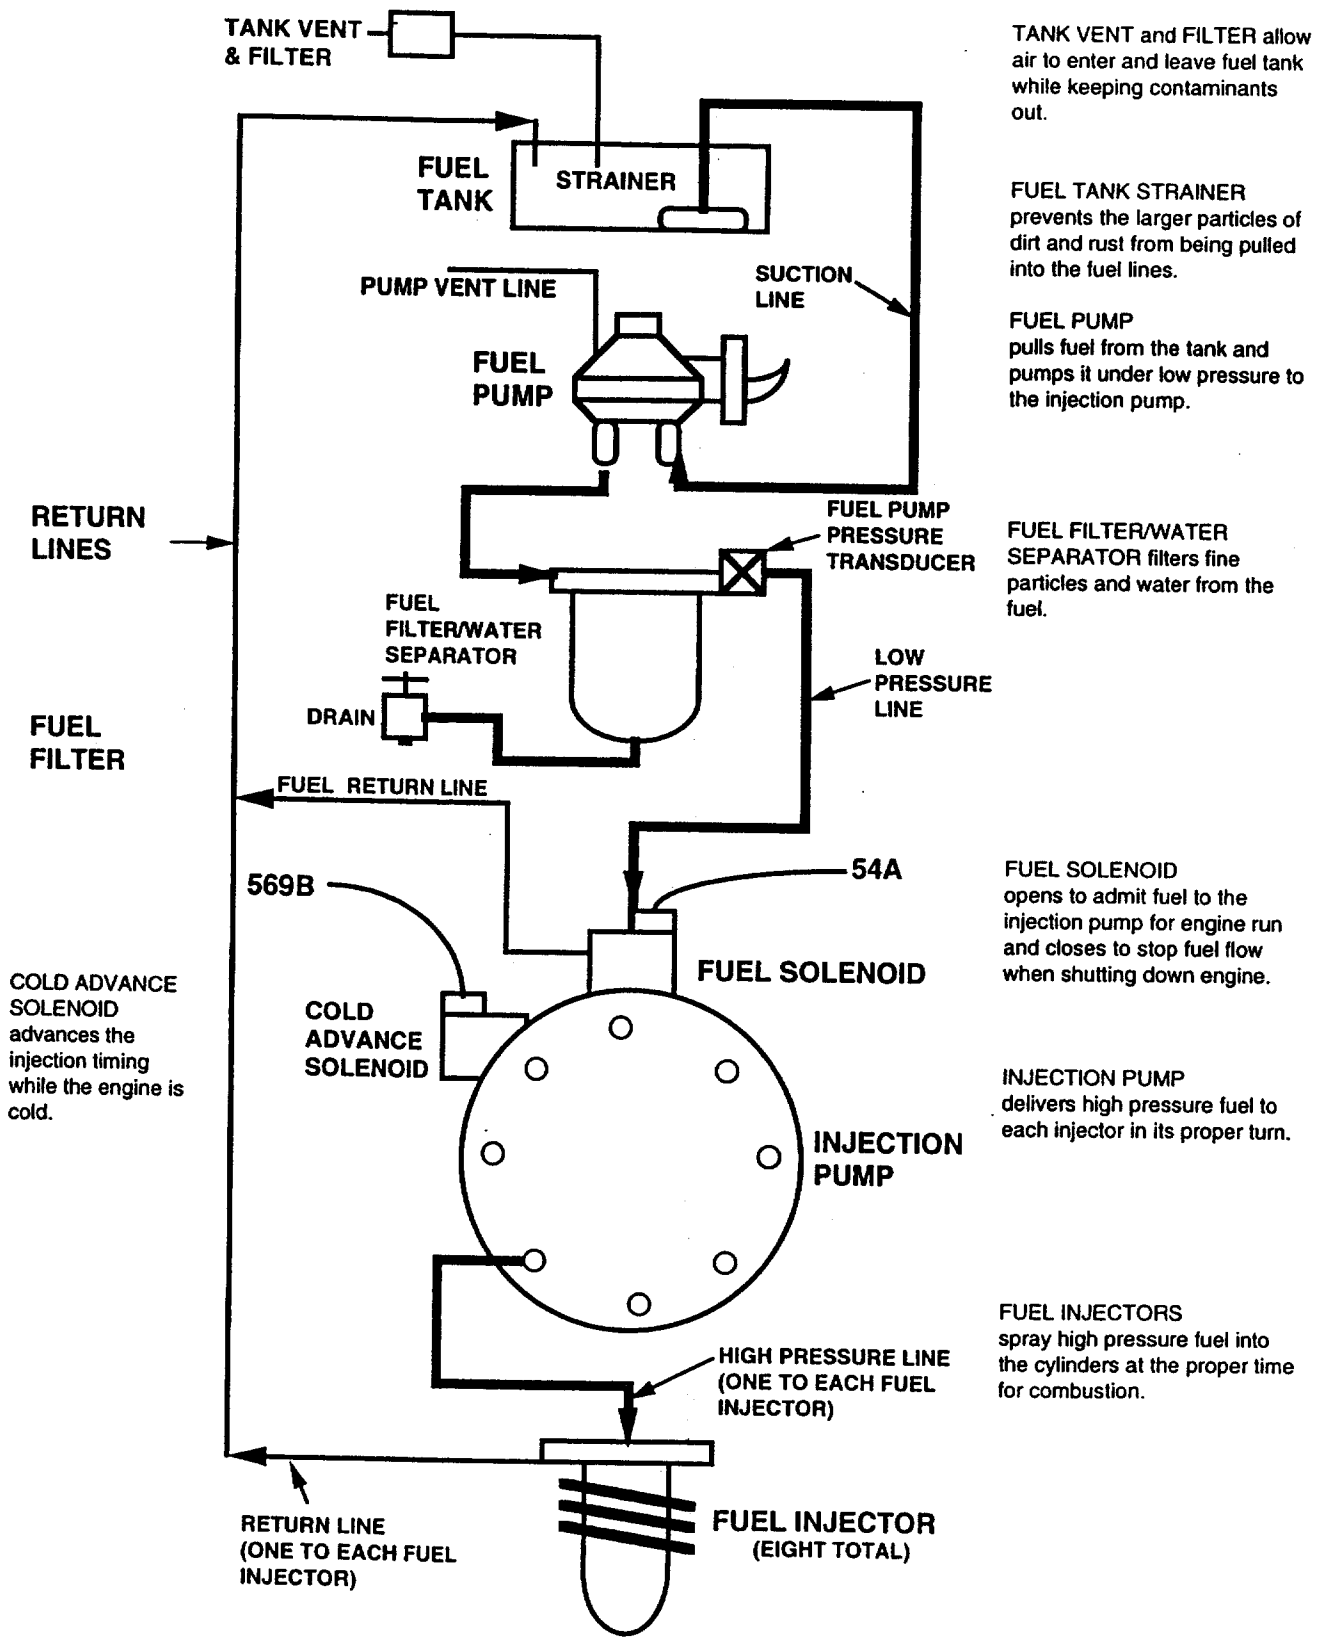 TANK VENT
& FILTER
TANK VENT and FILTER allow
air to enter and leave fuel tank
while keeping contaminants
out.
FUEL
TANK
STRAINER
FUEL TANK STRAINER
prevents the larger particles of
dirt and rust from being pulled
into the fuel lines.
PUMP VENT LINE
SUCTION
LINE
FUEL
PUMP
FUEL PUMP
pulls fuel from the tank and
pumps it under low pressure to
the injection pump.
RETURN
LINES
FUEL PUMP
PRESSURE
TRANSDUCER
FUEL FILTER/WATER
SEPARATOR filters fine
particles and water from the
fuel.
FUEL
FILTER/WATER
SEPARATOR
DRAIN
LOW
PRESSURE
LINE
FUEL
FILTER
FUEL RETURN LINE
569B
54A
FUEL SOLENOID
FUEL SOLENOID
opens to admit fuel to the
injection pump for engine run
and closes to stop fuel flow
when shutting down engine.
COLD ADVANCE
SOLENOID
advances the
injection timing
while the engine is
cold.
COLD
ADVANCE
SOLENOID
INJECTION
PUMP
INJECTION PUMP
delivers high pressure fuel to
each injector in its proper turn.
HIGH PRESSURE LINE
(ONE TO EACH FUEL
INJECTOR)
FUEL INJECTORS
spray high pressure fuel into
the cylinders at the proper time
for combustion.
RETURN LINE
(ONE TO EACH FUEL
INJECTOR)
FUEL INJECTOR
(EIGHT TOTAL)